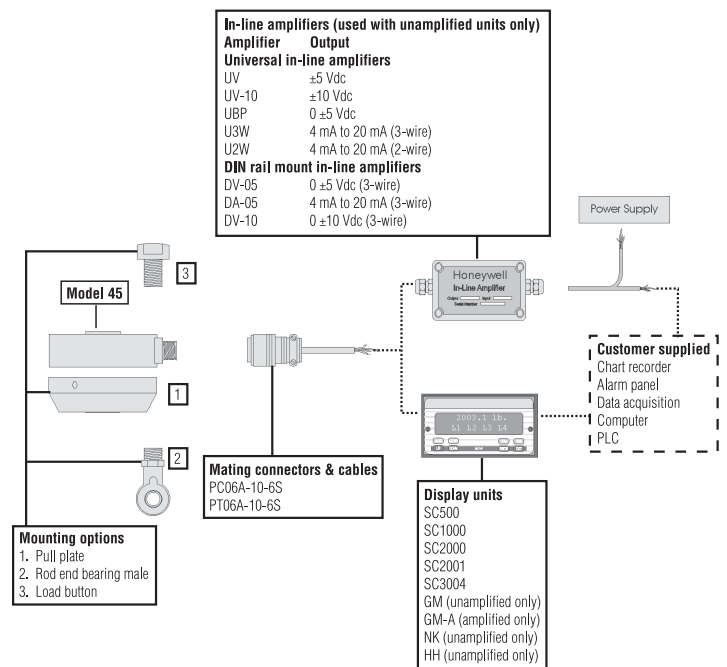 In-line amplifiers (used with unamplified units only)
Amplifier Output
Universal in-line amplifiers
UV ±5 Vdc
UV-10 ±10 Vdc
UBP 0 ±5 Vdc
U3W 4 mA to 20 mA (3-wire)
U2W 4 mA to 20 mA (2-wire)
DIN rail mount in-line amplifiers
DV-05 0 ±5 Vdc (3-wire)
DA-05 4 mA to 20 mA (3-wire)
DV-10 0 ±10 Vdc (3-wire)
Power Supply
3
Model 45
Honeywell
In-Line Amplifier
Output Input
Serial Number
1
2
Customer supplied
Chart recorder
Alarm panel
Data acquisition
Computer
PLC
2003.1 lb.
L1 L2 L3 L4
Mating connectors & cables
PC06A-10-6S
PT06A-10-6S
Mounting options
1. Pull plate
2. Rod end bearing male
3. Load button
Display units
SC500
SC1000
SC2000
SC2001
SC3004
GM (unamplified only)
GM-A (amplified only)
NK (unamplified only)
HH (unamplified only)